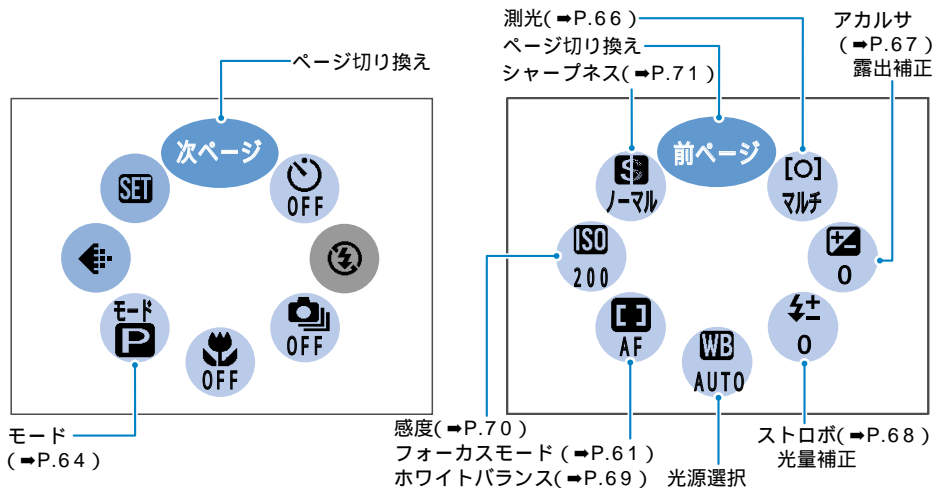 ページ切り換え
次ページ
SET
OFF
モード
P
OFF
OFF
モード
(➡P.64)
測光(➡P.66)
ページ切り換え
シャープネス(➡P.71)
アカルサ
(➡P.67)
露出補正
前ページ
S
ノーマル
マルチ
ISO
200
0
AF
WB
AUTO
0
感度(➡P.70)
フォーカスモード(➡P.61)
ホワイトバランス(➡P.69) 光源選択
ストロボ(➡P.68)
光量補正